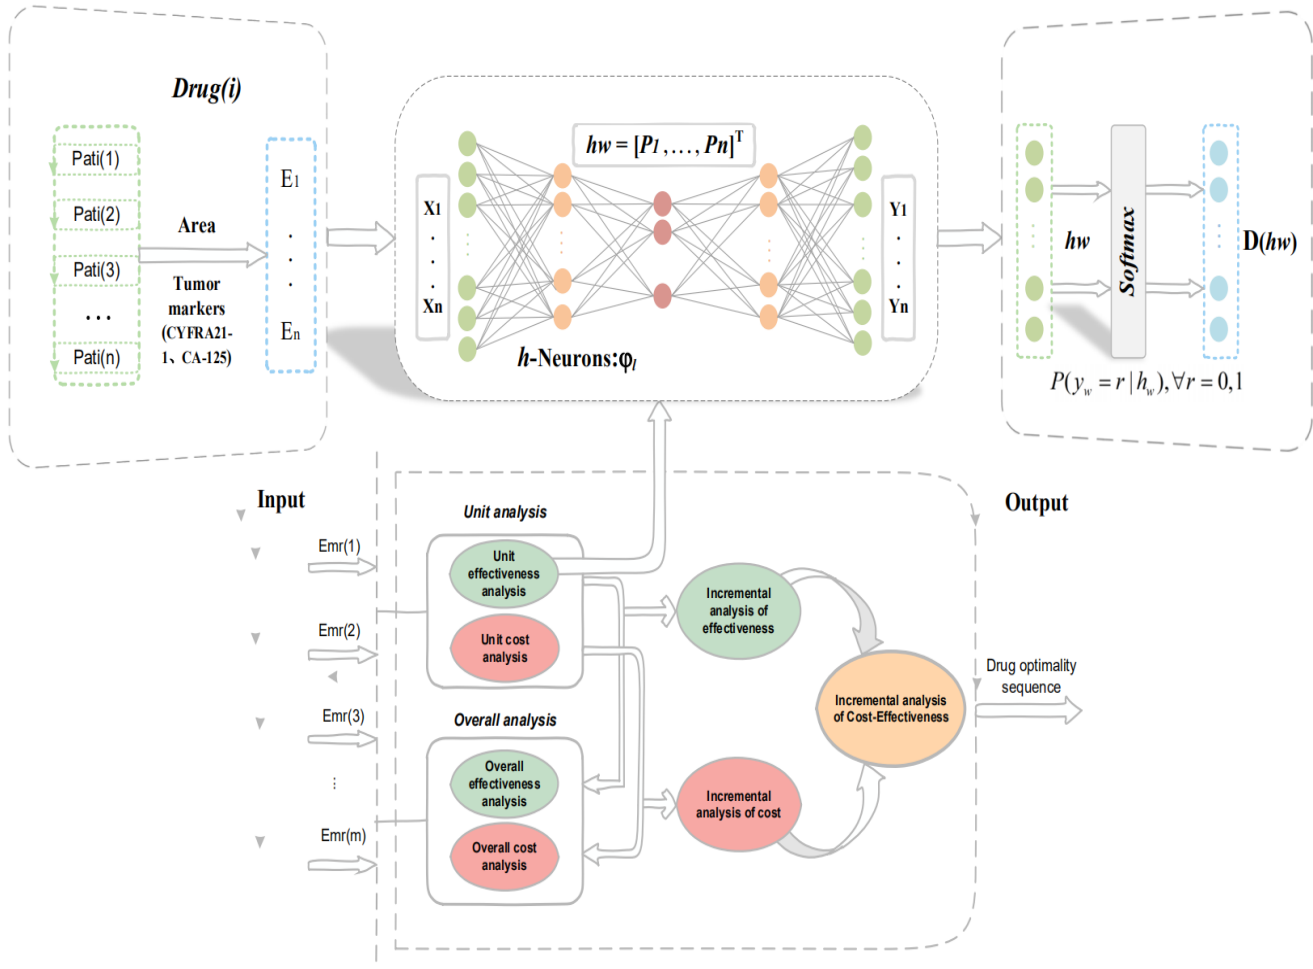 Drug(i)
Pati(1)
Pati(2)
Pati(3)
...
Pati(n)
Area
Tumor
markers
(CYFRA21-
1、CA-125)
E1
.
.
.
En
X1
.
.
.
Xn
hw = [P1,…, Pn]T
h-Neurons:φl
Y1
.
.
.
Yn
hw
Softmax
D(hw)
P(yw = r | hw),∀r = 0,1
Input
Emr(1)
Emr(2)
Emr(3)
...
Emr(m)
Unit analysis
Unit
effectiveness
analysis
Unit cost
analysis
Overall analysis
Overall
effectiveness
analysis
Overall cost
analysis
Incremental
analysis of
effectiveness
Incremental
analysis of cost
Incremental analysis
of Cost-Effectiveness
Output
Drug optimality
sequence